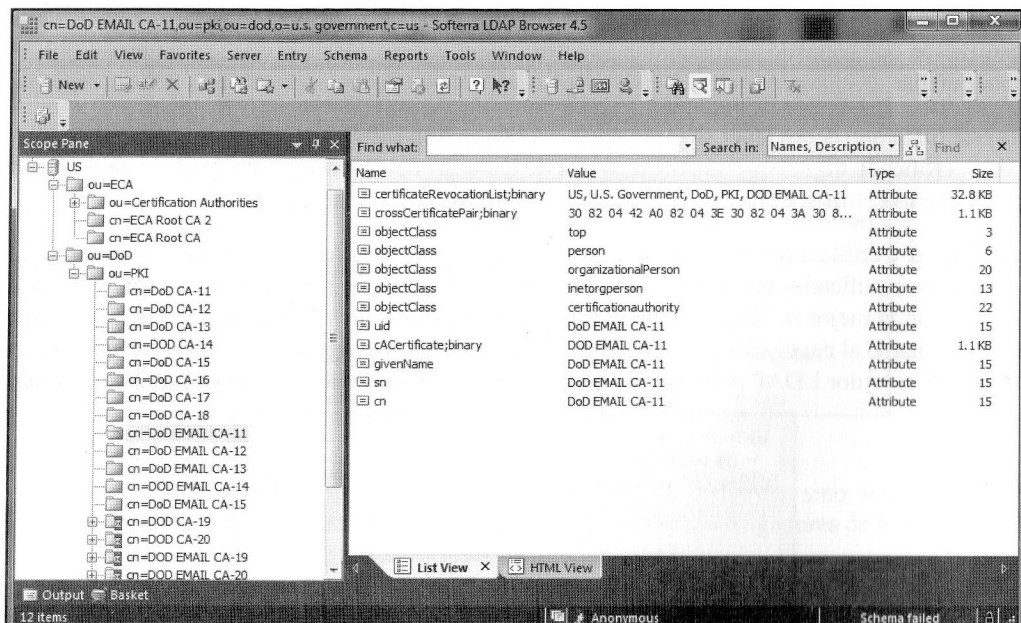 cn=DoD EMAIL CA-11,ou=pki,ou=dod,o=u.s. government,c=us - Softerra LDAP Browser 4.5
File Edit View Favorites Server Entry Schema Reports Tools Window Help
New
Scope Pane
US
ou=ECA
ou=Certification Authorities
cn=ECA Root CA 2
cn=ECA Root CA
ou=DoD
ou=PKI
cn=DoD CA-11
cn=DoD CA-12
cn=DoD CA-13
cn=DOD CA-14
cn=DoD CA-15
cn=DoD CA-16
cn=DoD CA-17
cn=DoD CA-18
cn=DoD EMAIL CA-11
cn=DoD EMAIL CA-12
cn=DoD EMAIL CA-13
cn=DOD EMAIL CA-14
cn=DoD EMAIL CA-15
cn=DOD CA-19
cn=DOD CA-20
cn=DOD EMAIL CA-19
cn=DOD EMAIL CA-20
Find what: Search in: Names, Description Find
Name Value Type Size
certificateRevocationList;binary US, U.S. Government, DoD, PKI, DOD EMAIL CA-11 Attribute 32.8 KB
crossCertificatePair;binary 30 82 04 42 A0 82 04 3E 30 82 04 3A 30 8... Attribute 1.1 KB
objectClass top Attribute 3
objectClass person Attribute 6
objectClass organizationalPerson Attribute 20
objectClass inetorgperson Attribute 13
objectClass certificationauthority Attribute 22
uid DoD EMAIL CA-11 Attribute 15
cACertificate;binary DOD EMAIL CA-11 Attribute 1.1 KB
givenName DoD EMAIL CA-11 Attribute 15
sn DoD EMAIL CA-11 Attribute 15
cn DoD EMAIL CA-11 Attribute 15
List View HTML View
Output Basket
12 items Anonymous Schema failed